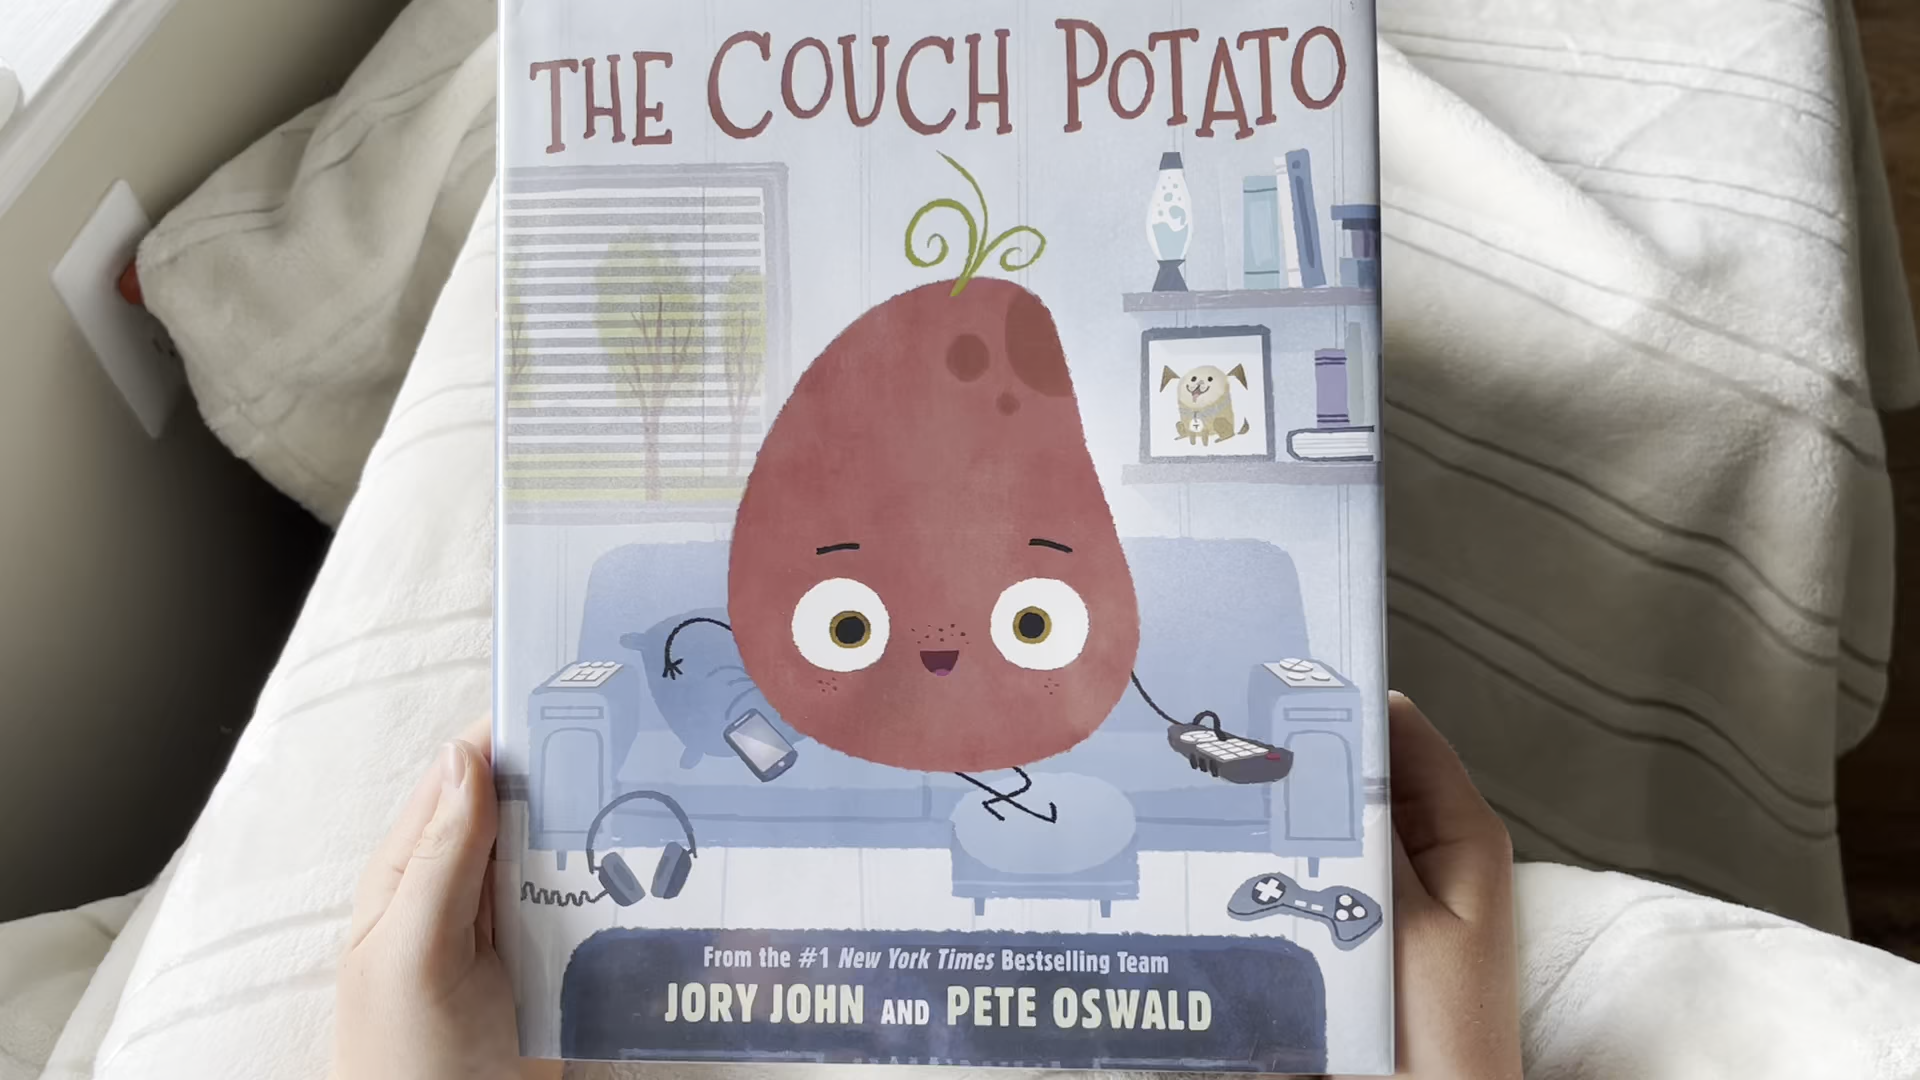 THE COUCH POTATO
From the #1 New York Times Bestselling Team
JORY JOHN AND PETE OSWALD